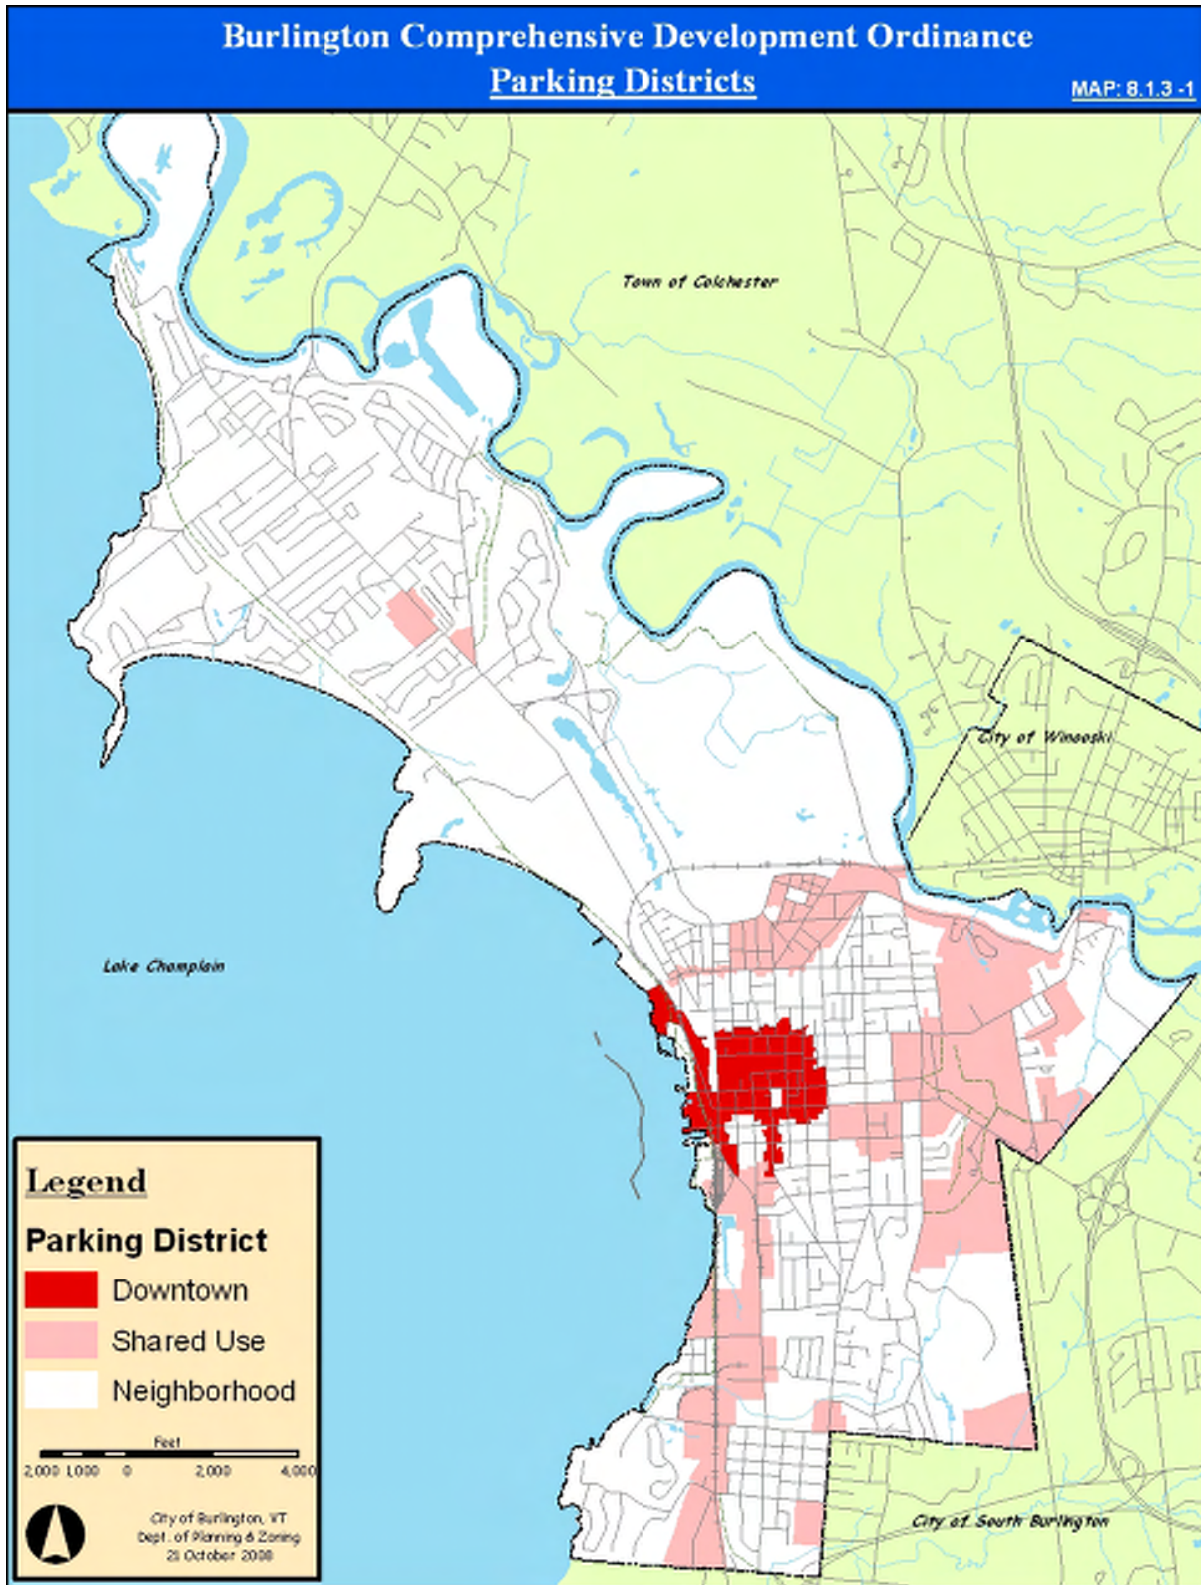 Burlington Comprehensive Development Ordinance
Parking Districts
MAP: 8.1.3 -1
Town of Colchester
City of Winooski
Lake Champlain
Legend
Parking District
Downtown
Shared Use
Neighborhood
Feet
2,000 1,000 0 2,000 4,000
City of Burlington, VT
Dept. of Planning & Zoning
21 October 2008
City of South Burlington